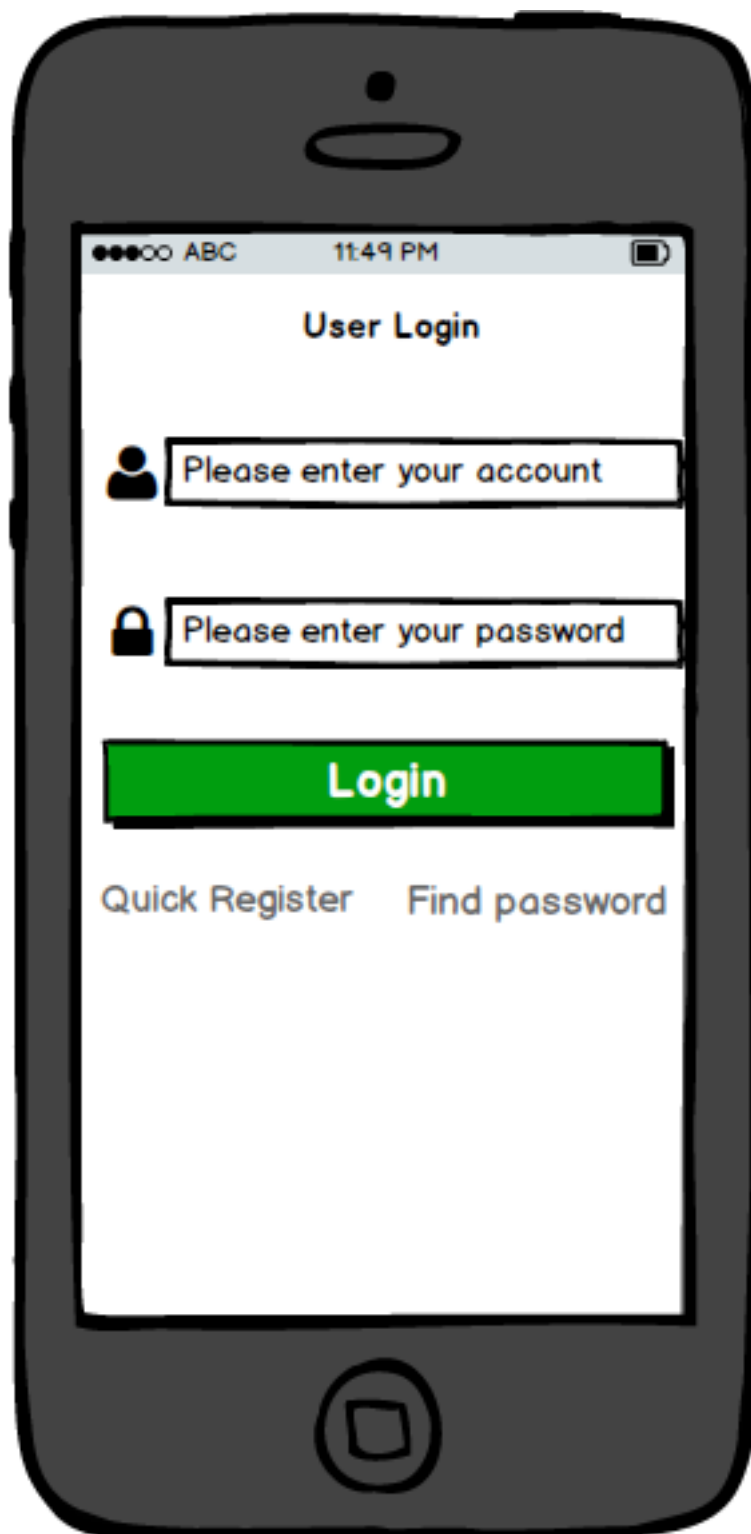 ABC 11:49 PM
User Login
Please enter your account
Please enter your password
Login
Quick Register Find password